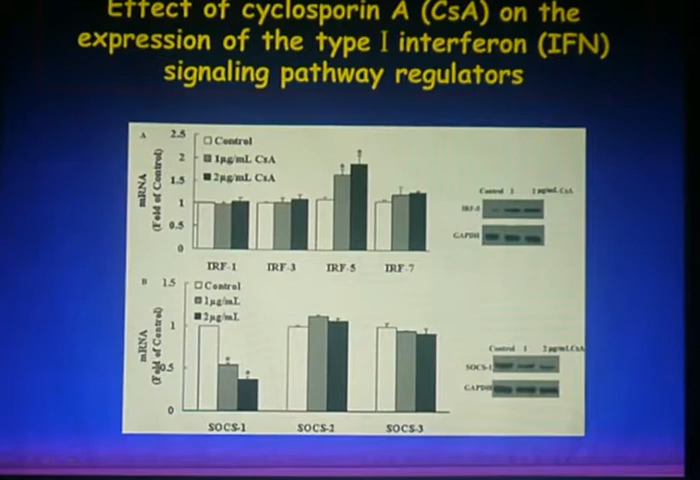 Effect of cyclosporin A (CsA) on the
expression of the type I interferon (IFN)
signaling pathway regulators
A
mRNA
(Fold of Control)
2.5
2
1.5
1
0.5
0
Control
1µg/mL CsA
2µg/mL CsA
*
*
IRF-1 IRF-3 IRF-5 IRF-7
Control 1 2 µg/mL CsA
IRF-5
GAPDH
B
mRNA
(Fold of Control)
1.5
1
0.5
0
Control
1µg/mL
2µg/mL
*
*
SOCS-1 SOCS-2 SOCS-3
Control 1 2 µg/mL CsA
SOCS-1
GAPDH